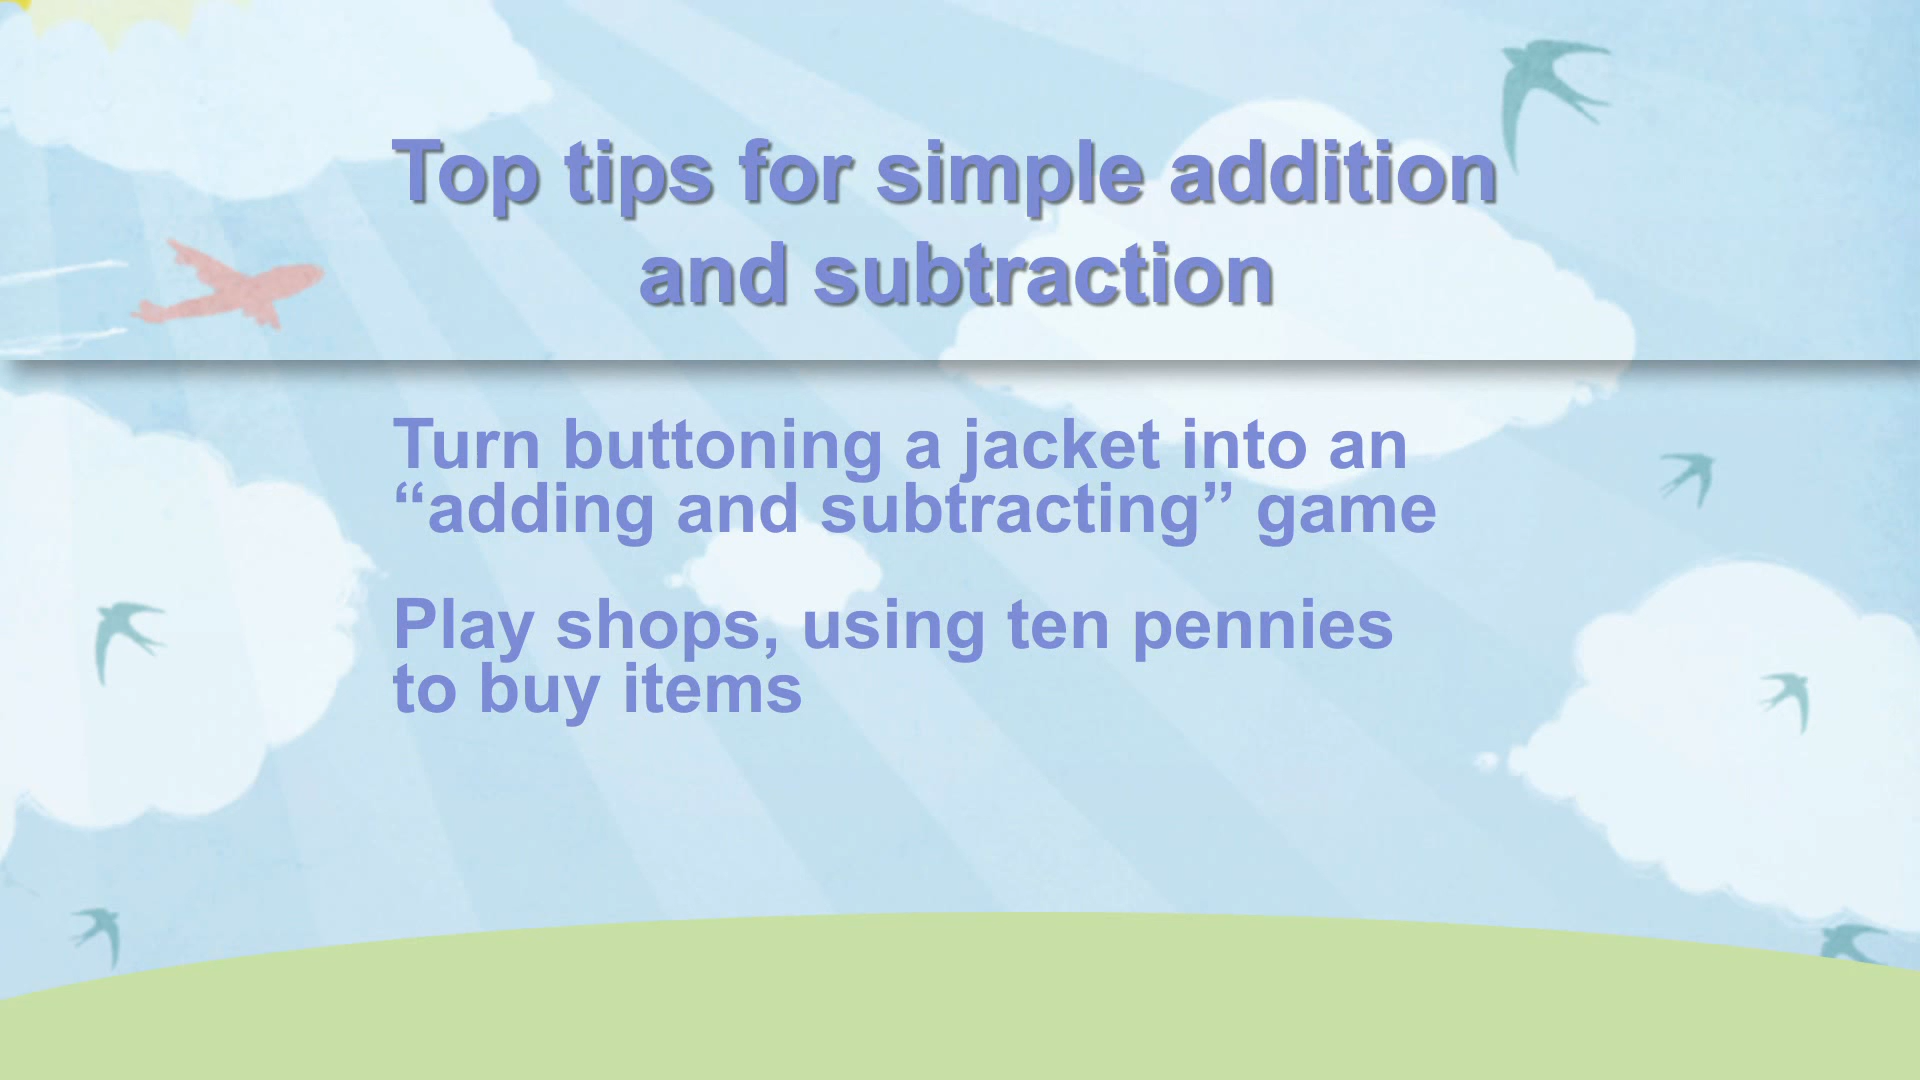 Top tips for simple addition
and subtraction
Turn buttoning a jacket into an
“adding and subtracting” game
Play shops, using ten pennies
to buy items